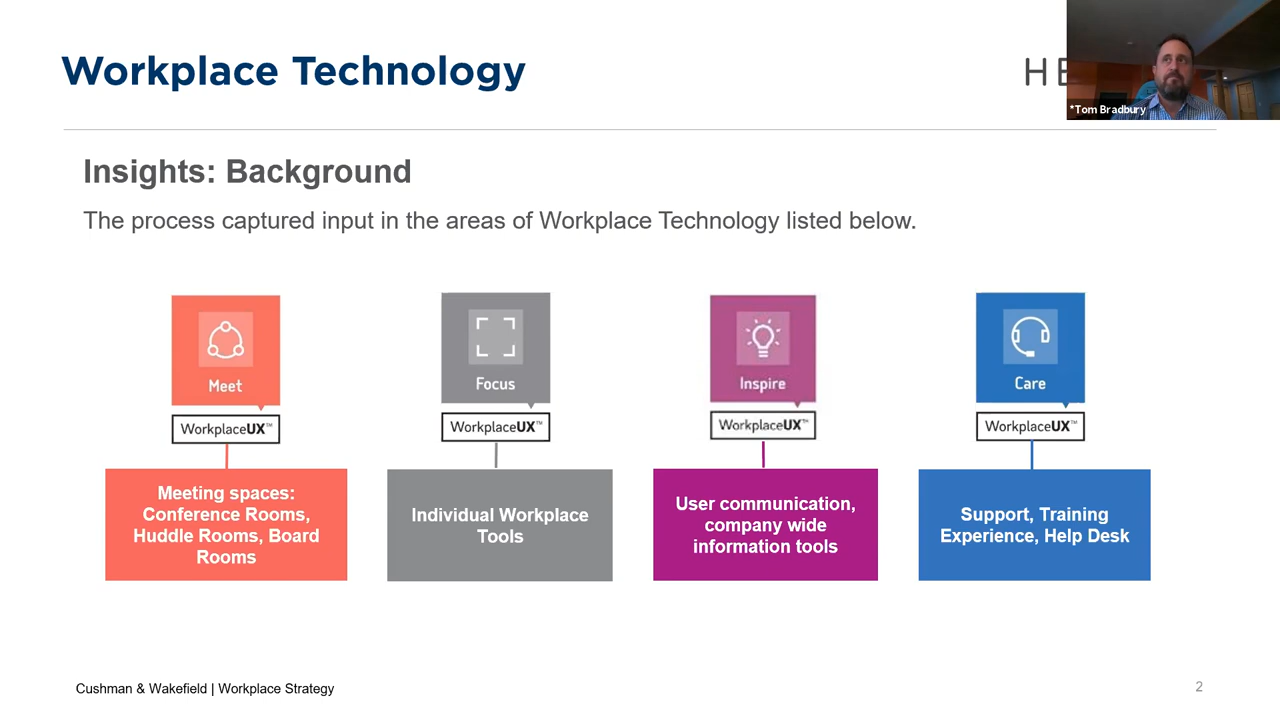 Workplace Technology
HE
*Tom Bradbury
Insights: Background
The process captured input in the areas of Workplace Technology listed below.
Meet
WorkplaceUX™
Meeting spaces:
Conference Rooms,
Huddle Rooms, Board
Rooms
Focus
WorkplaceUX™
Individual Workplace
Tools
Inspire
WorkplaceUX™
User communication,
company wide
information tools
Care
WorkplaceUX™
Support, Training
Experience, Help Desk
Cushman & Wakefield | Workplace Strategy
2